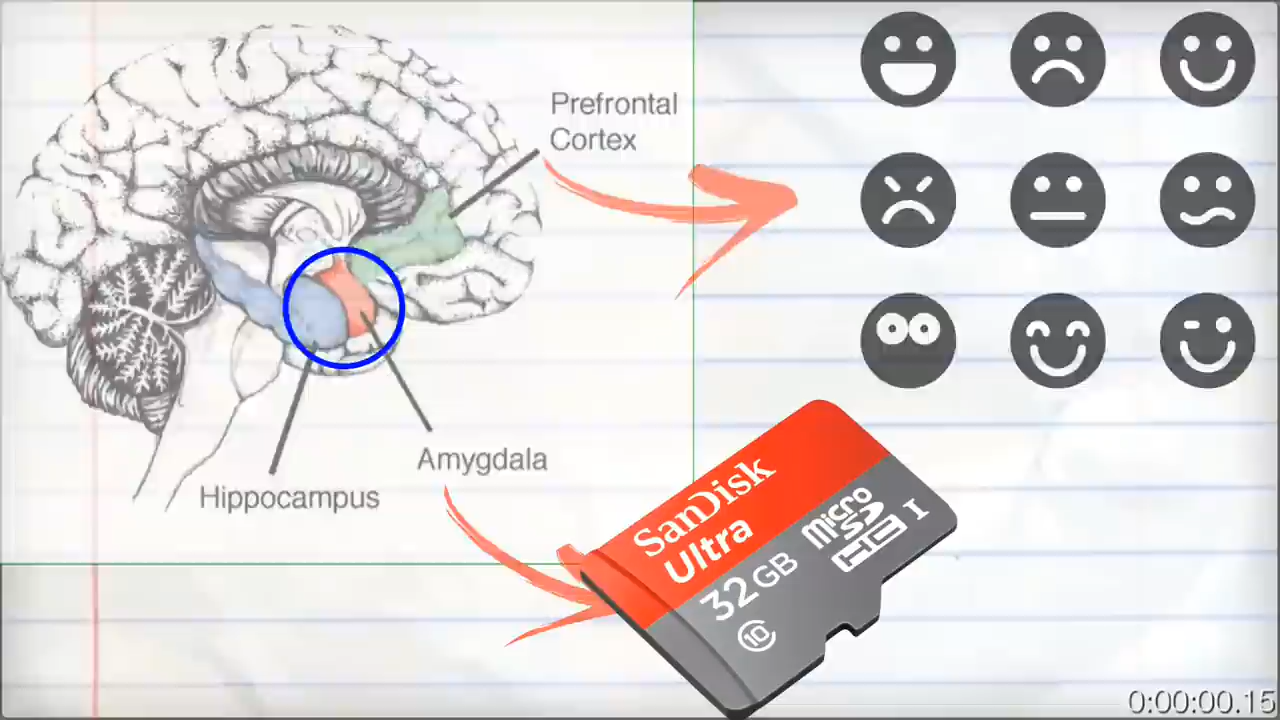 Prefrontal
Cortex
Amygdala
Hippocampus
SanDisk
Ultra
32GB
micro
SD
HC I
10
0:00:00.15